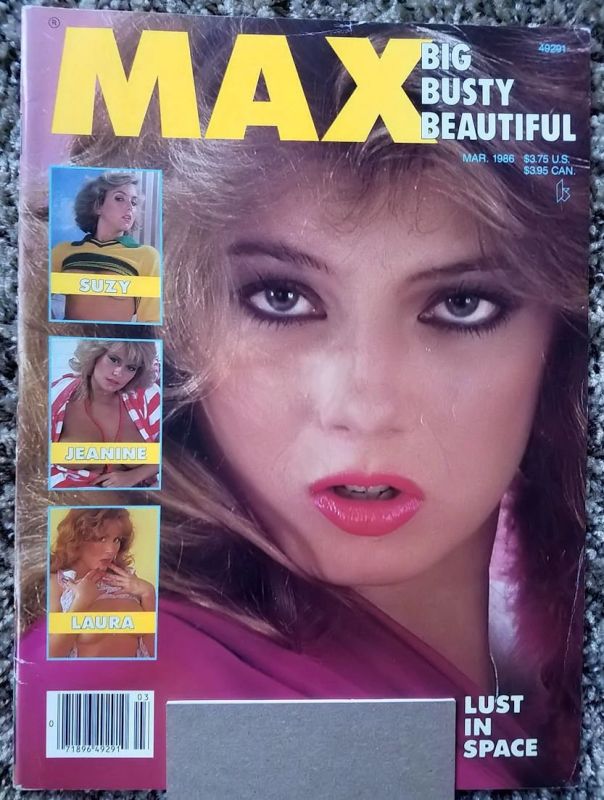 ®
MAX
BIG
BUSTY
BEAUTIFUL
49291
MAR. 1986 $3.75 U.S.
$3.95 CAN.
SUZY
JEANINE
LAURA
03
0
71896 49291
LUST
IN
SPACE